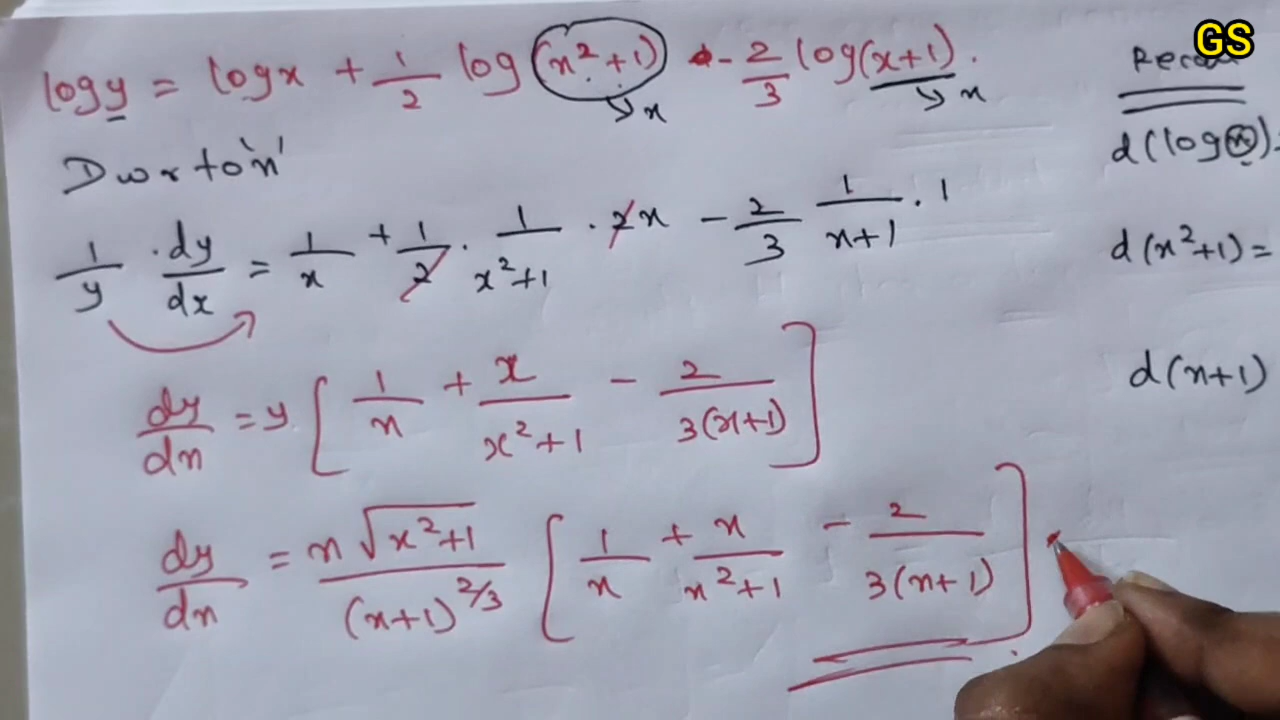 GS
log y = log x + 1/2 log (x² + 1) - 2/3 log (x+1).
→ x → x
D w r to 'x'
1/y · dy/dx = 1/x + 1/2 · 1/(x²+1) · 2x - 2/3 1/(x+1) · 1
dy/dx = y [ 1/x + x/(x²+1) - 2/(3(x+1)) ]
dy/dx = x√(x²+1)/(x+1)^(2/3) [ 1/x + x/(x²+1) - 2/(3(x+1)) ]
d(log x)
d(x²+1) =
d(x+1)